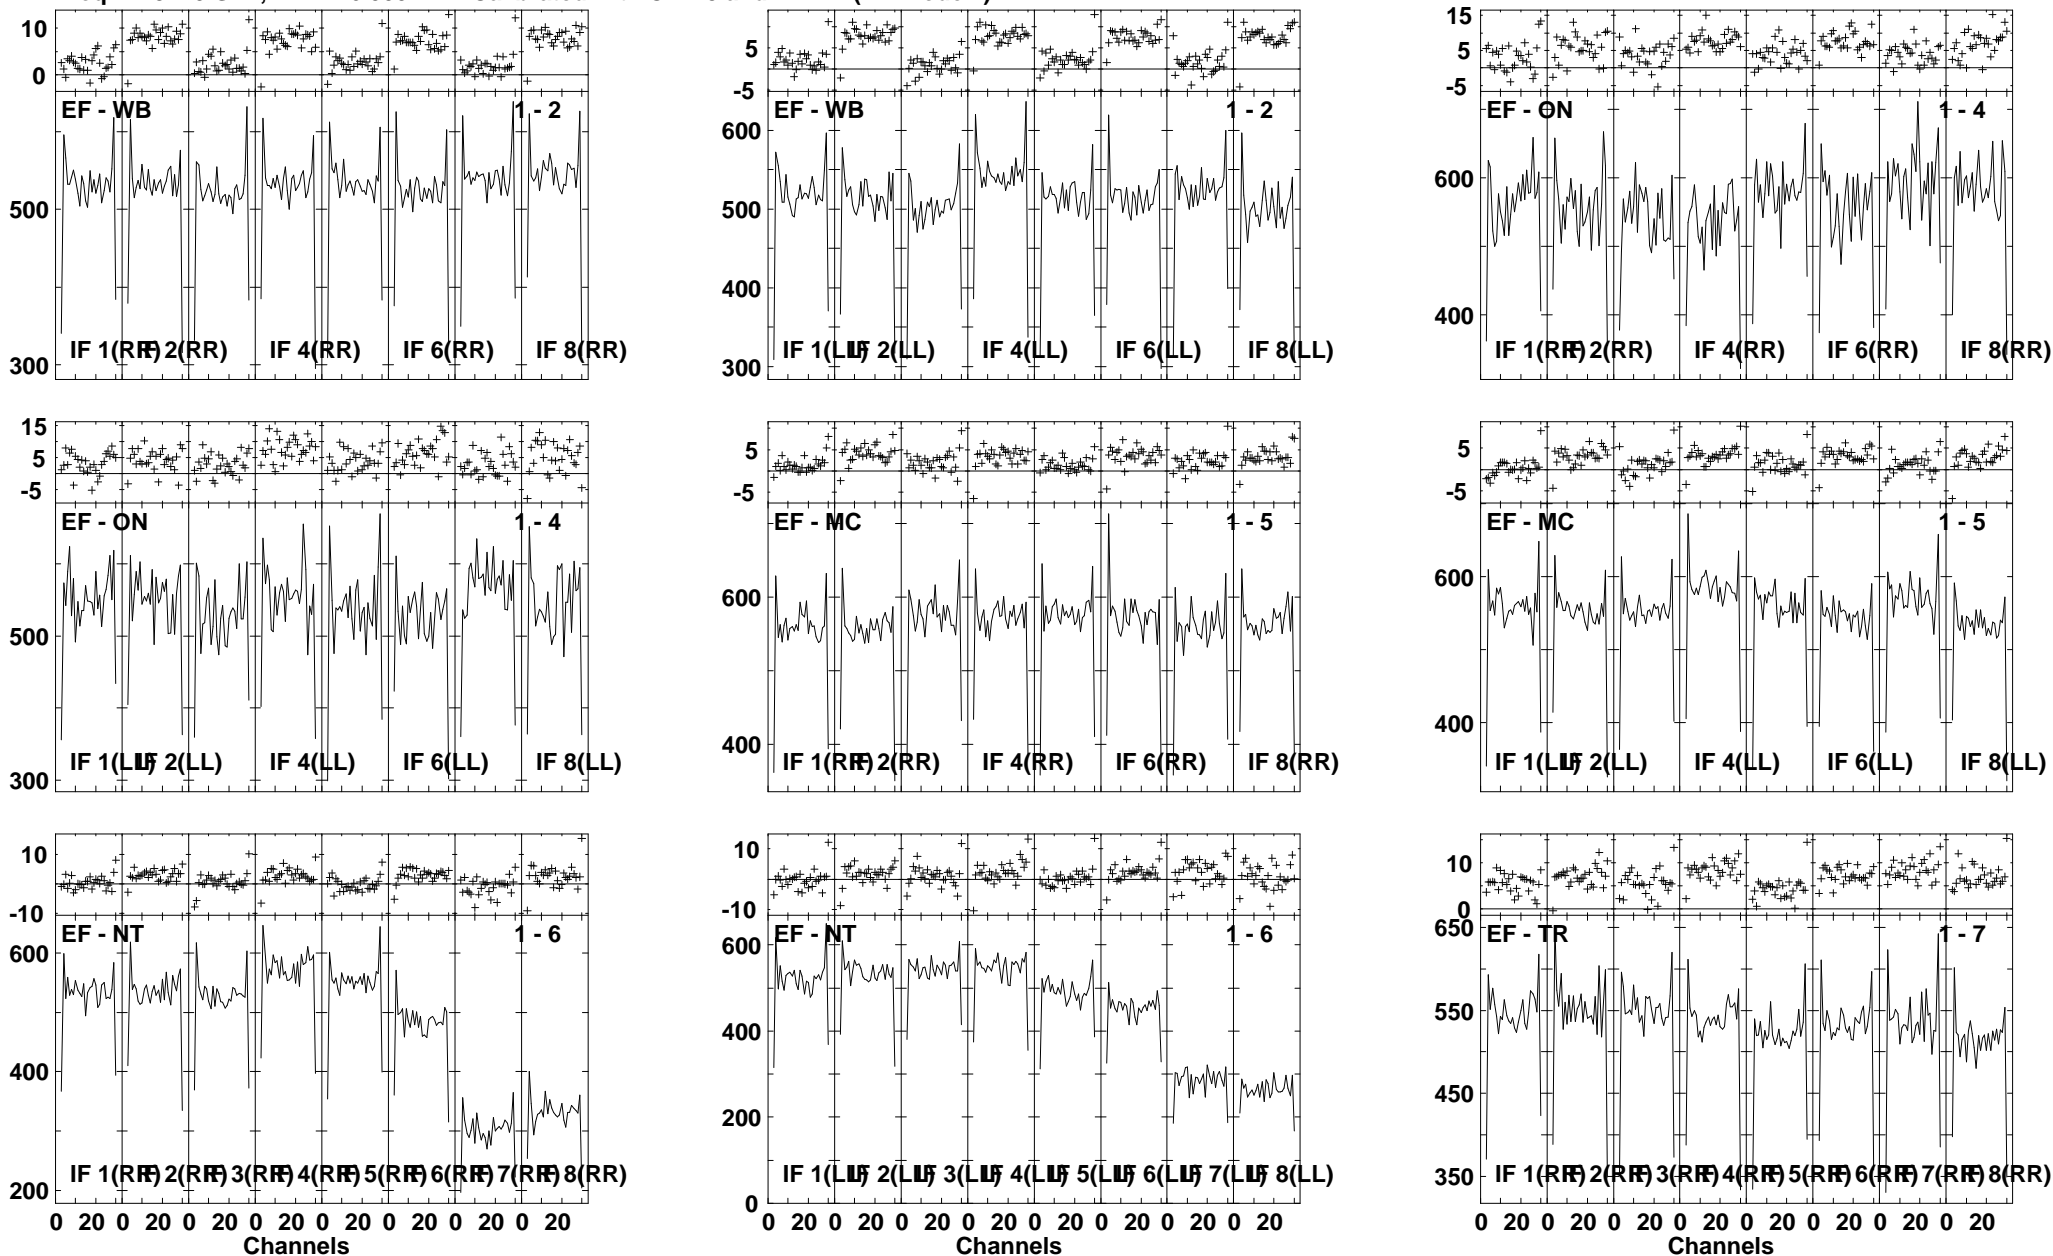 10
0
EF - WB 1 - 2
500
300
IF 1(RR) IF 2(RR) IF 4(RR) IF 6(RR) IF 8(RR)
5
-5
EF - WB 1 - 2
600
500
400
300
IF 1(LL) IF 2(LL) IF 4(LL) IF 6(LL) IF 8(LL)
15
5
-5
EF - ON 1 - 4
600
400
IF 1(RR) IF 2(RR) IF 4(RR) IF 6(RR) IF 8(RR)
15
5
-5
EF - ON 1 - 4
500
300
IF 1(LL) IF 2(LL) IF 4(LL) IF 6(LL) IF 8(LL)
5
-5
EF - MC 1 - 5
600
400
IF 1(RR) IF 2(RR) IF 4(RR) IF 6(RR) IF 8(RR)
5
-5
EF - MC 1 - 5
600
400
IF 1(LL) IF 2(LL) IF 4(LL) IF 6(LL) IF 8(LL)
10
-10
EF - NT 1 - 6
600
400
200
IF 1(RR) IF 2(RR) IF 3(RR) IF 4(RR) IF 5(RR) IF 6(RR) IF 7(RR) IF 8(RR)
0 20 0 20 0 20 0 20 0 20 0 20 0 20 0 20
Channels
10
-10
EF - NT 1 - 6
600
400
200
0
IF 1(LL) IF 2(LL) IF 3(LL) IF 4(LL) IF 5(LL) IF 6(LL) IF 7(LL) IF 8(LL)
0 20 0 20 0 20 0 20 0 20 0 20 0 20 0 20
Channels
10
0
EF - TR 1 - 7
650
550
450
350
IF 1(RR) IF 2(RR) IF 3(RR) IF 4(RR) IF 5(RR) IF 6(RR) IF 7(RR) IF 8(RR)
0 20 0 20 0 20 0 20 0 20 0 20 0 20 0 20
Channels